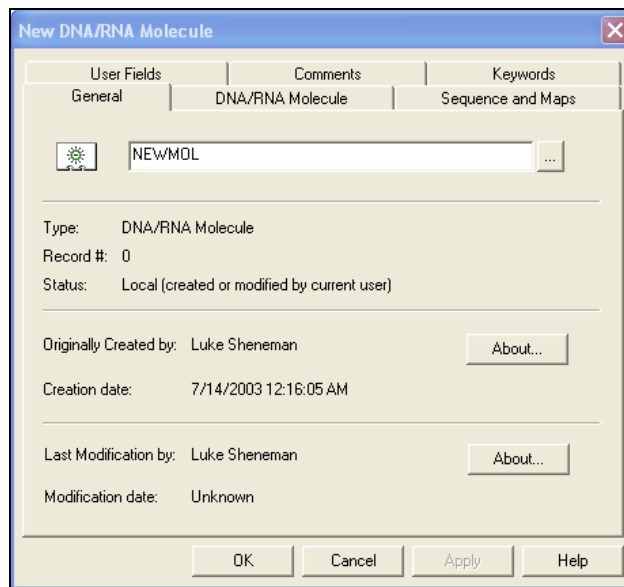 New DNA/RNA Molecule
User Fields Comments Keywords
General DNA/RNA Molecule Sequence and Maps
NEWMOL ...
Type: DNA/RNA Molecule
Record #: 0
Status: Local (created or modified by current user)
Originally Created by: Luke Sheneman About...
Creation date: 7/14/2003 12:16:05 AM
Last Modification by: Luke Sheneman About...
Modification date: Unknown
OK Cancel Apply Help